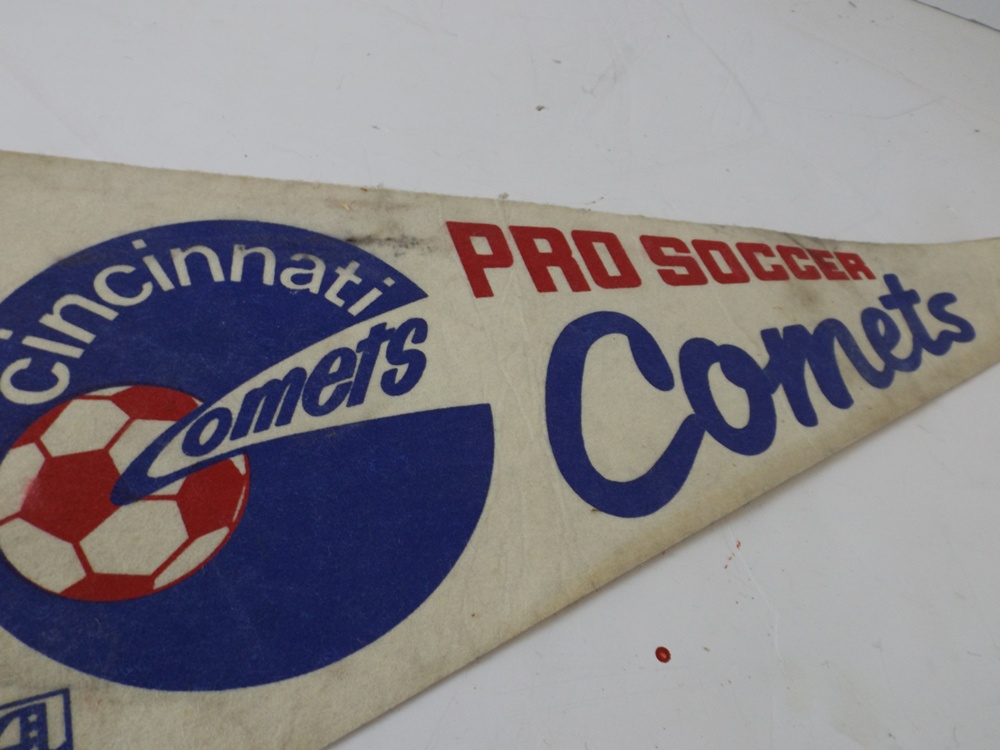 Cincinnati
Comets
PRO SOCCER
Comets